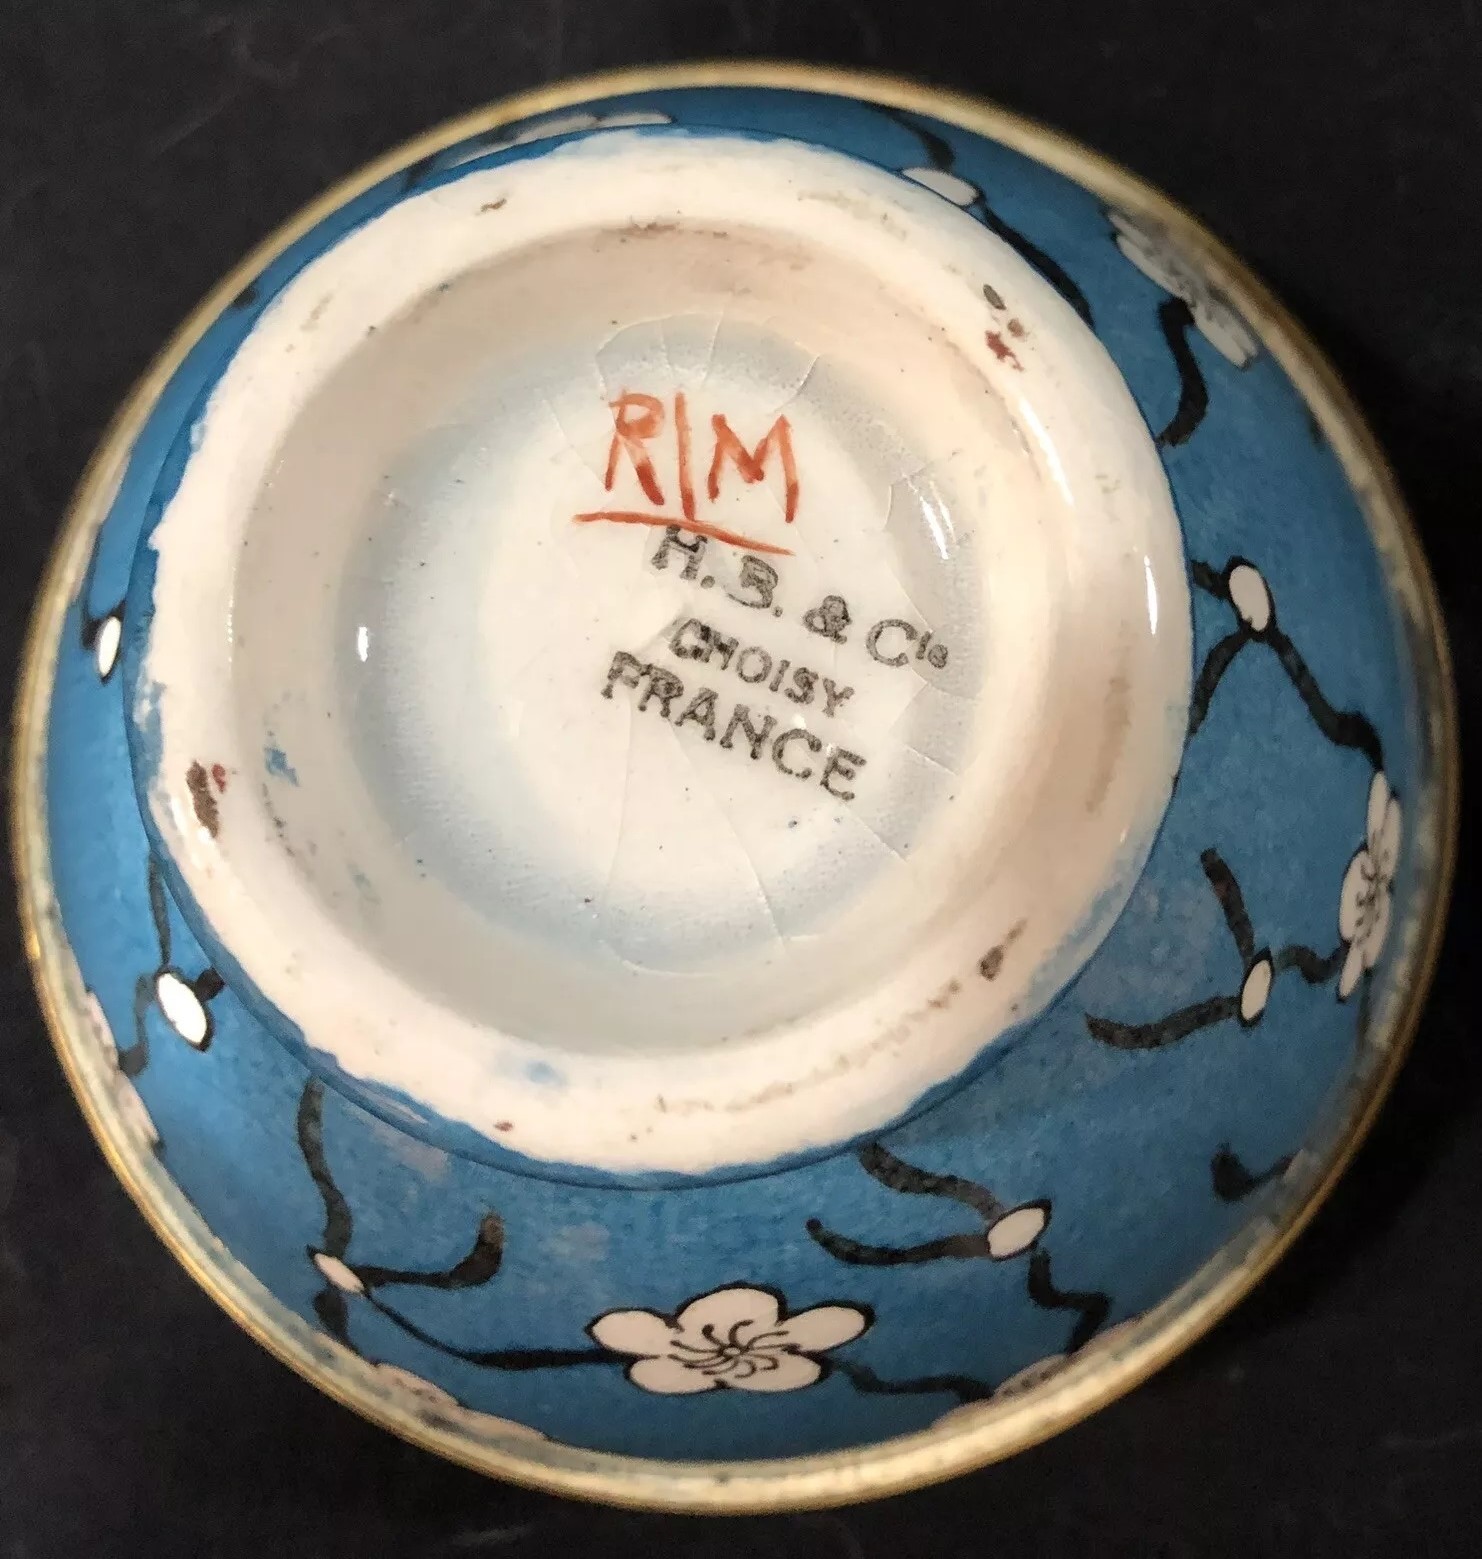 R/M
H. B. & Cie
CHOISY
FRANCE